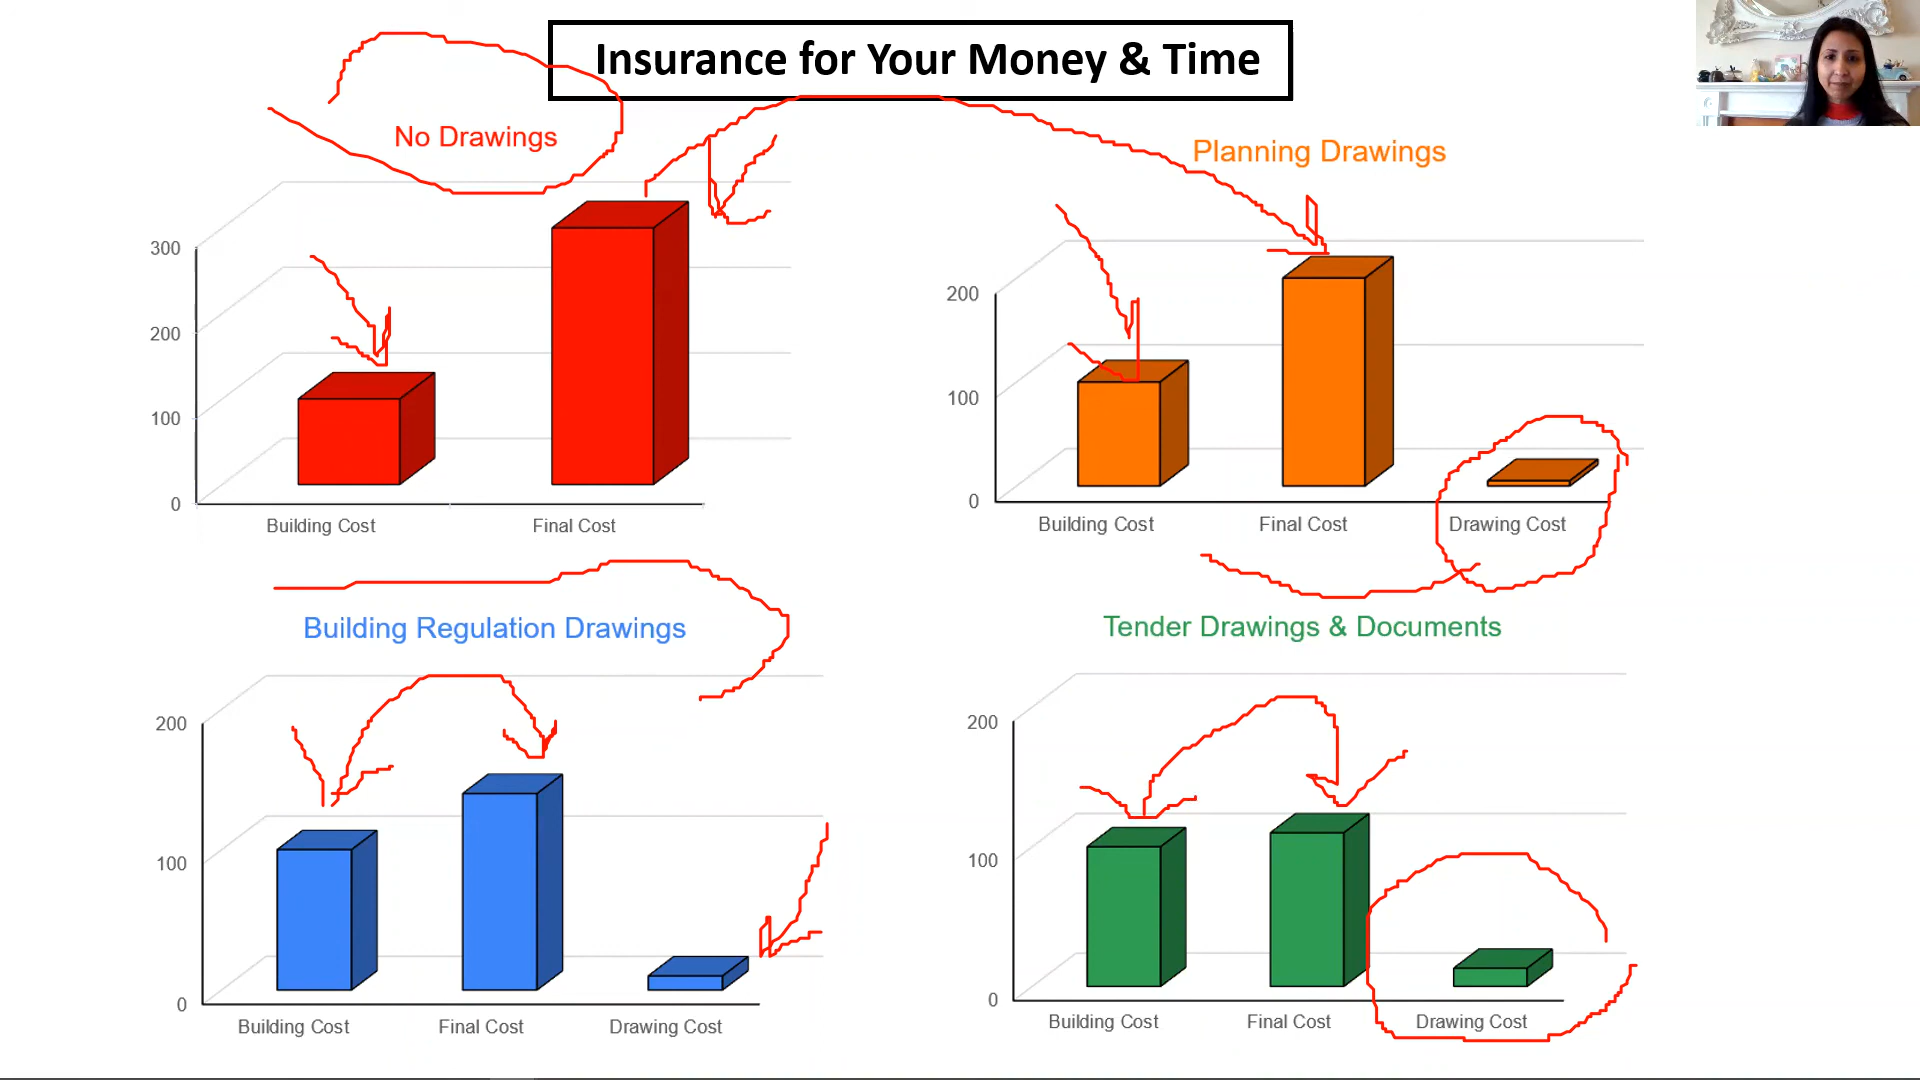 Insurance for Your Money & Time
No Drawings
300
200
100
0
Building Cost
Final Cost
Planning Drawings
200
100
0
Building Cost
Final Cost
Drawing Cost
Building Regulation Drawings
200
100
0
Building Cost
Final Cost
Drawing Cost
Tender Drawings & Documents
200
100
0
Building Cost
Final Cost
Drawing Cost